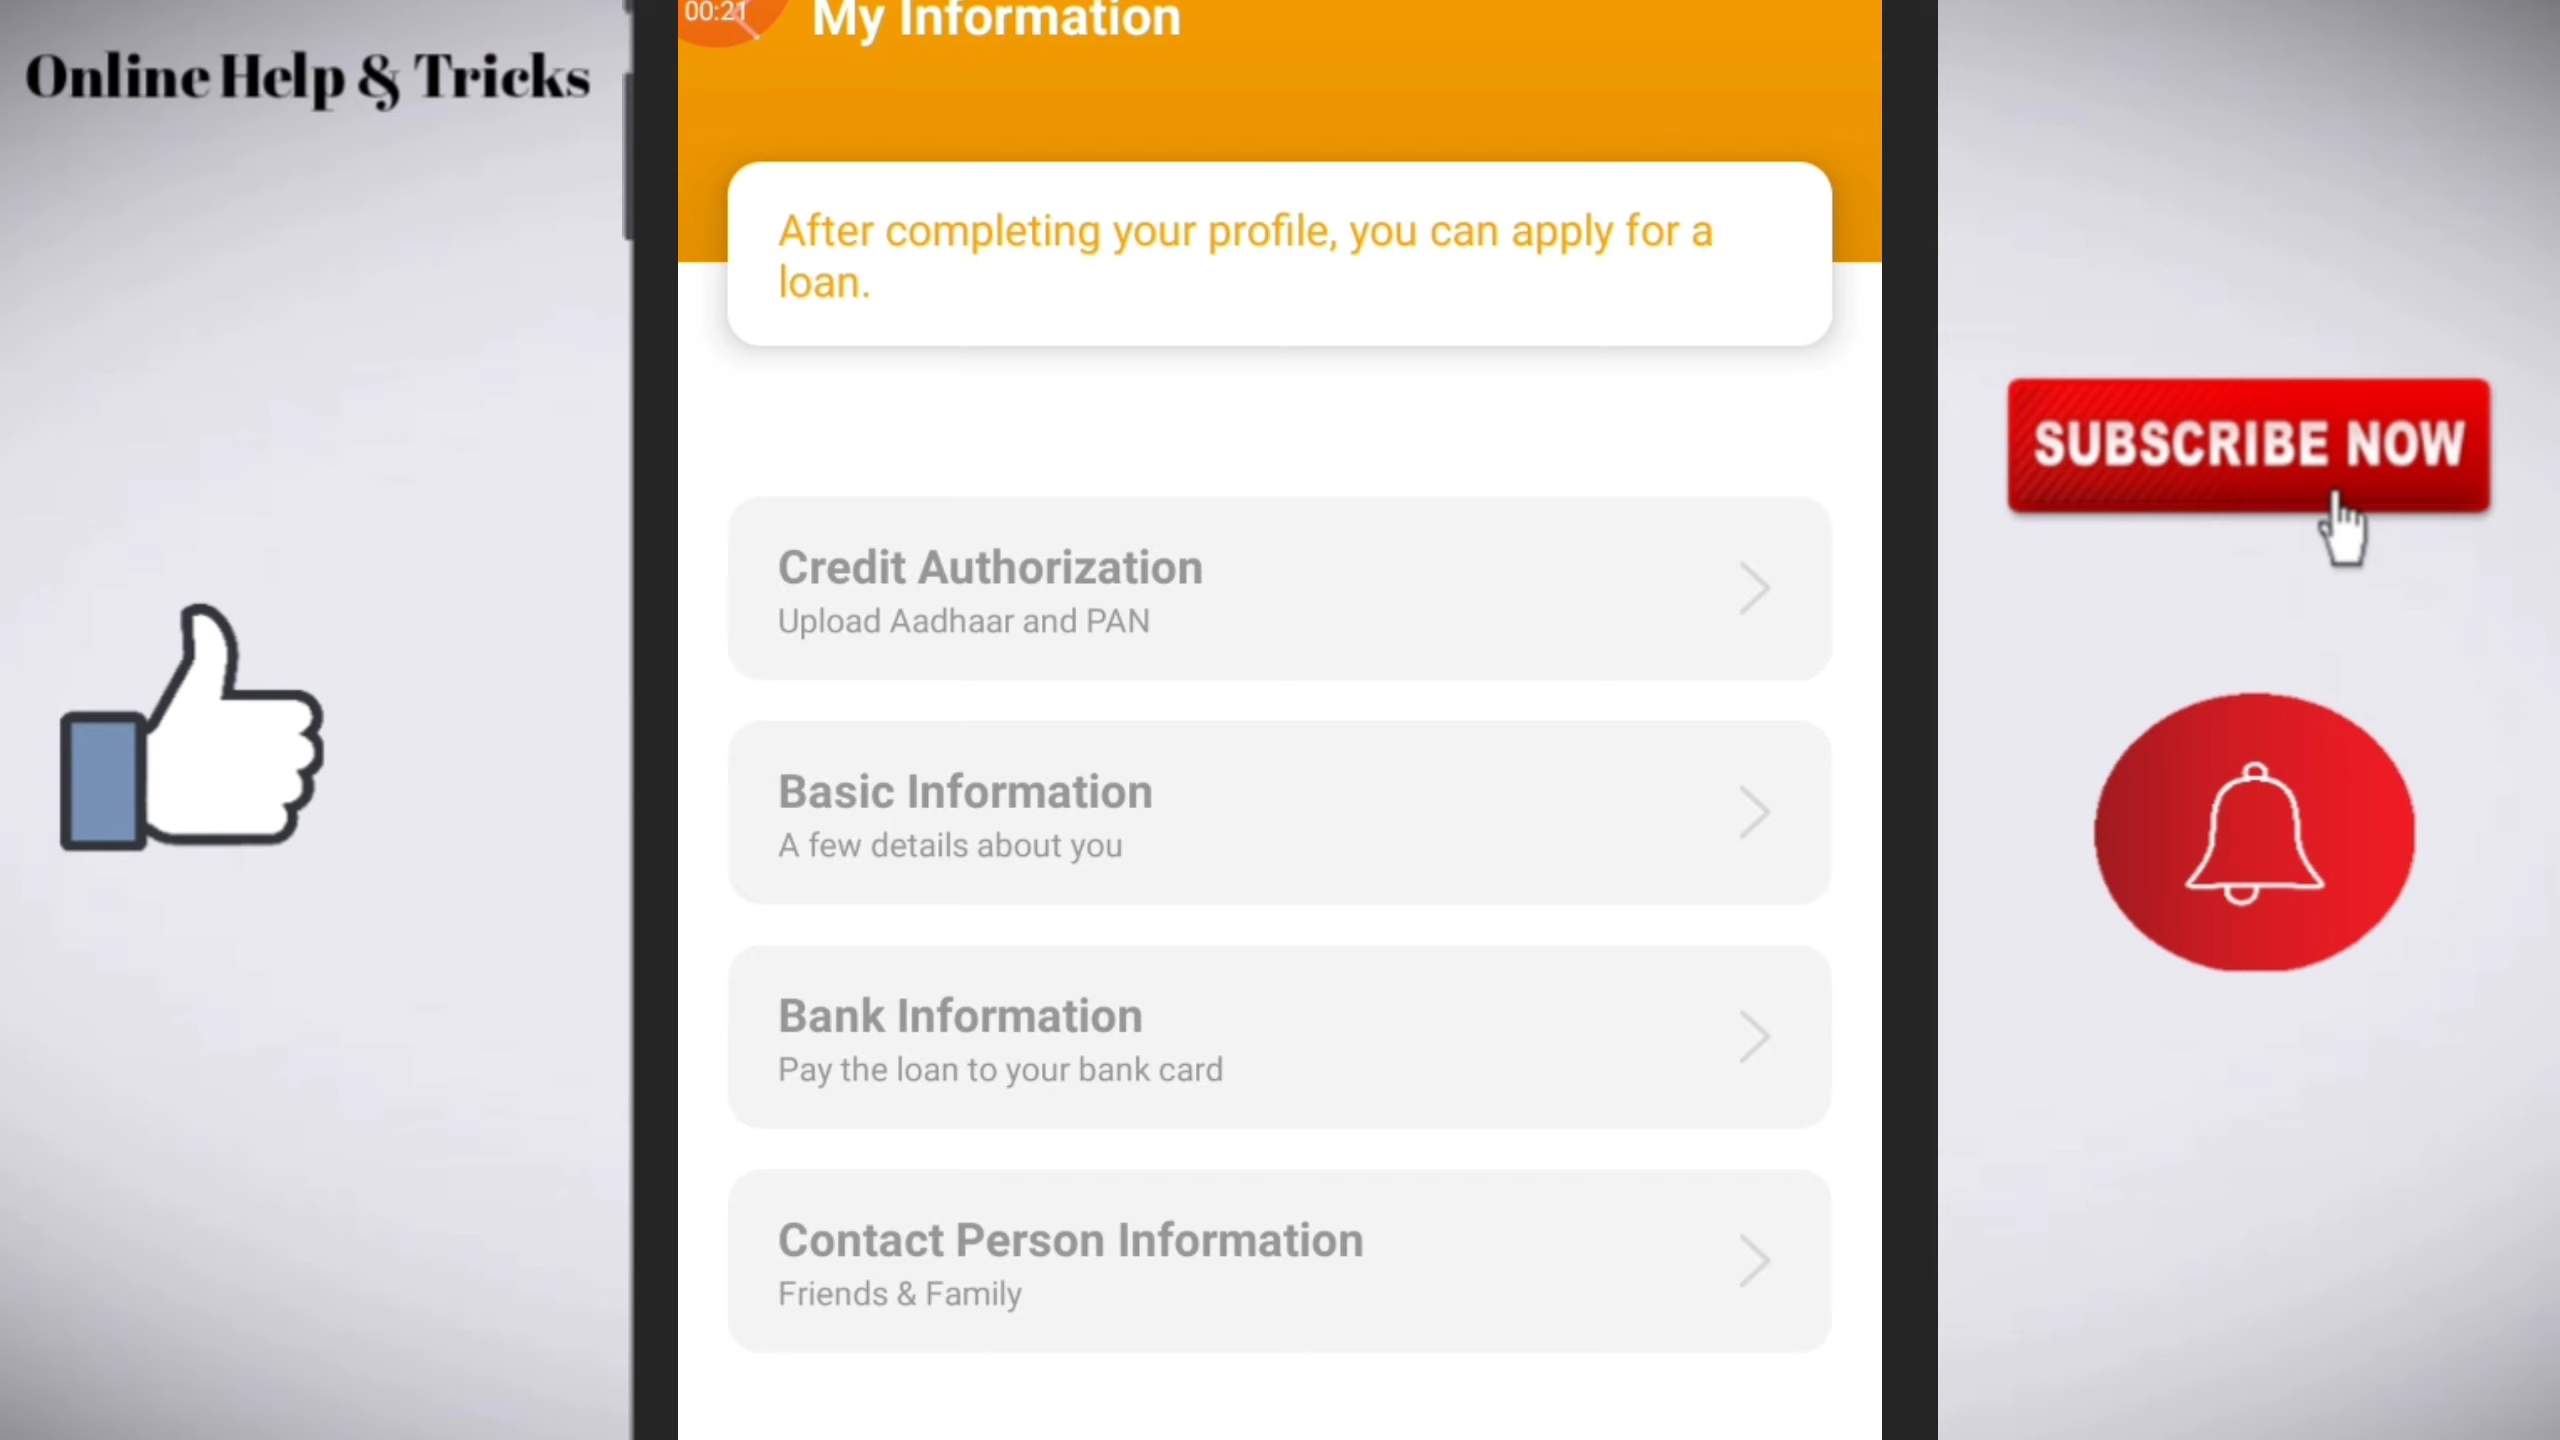 Online Help & Tricks
00:21
My Information
After completing your profile, you can apply for a
loan.
Credit Authorization
Upload Aadhaar and PAN
Basic Information
A few details about you
Bank Information
Pay the loan to your bank card
Contact Person Information
Friends & Family
SUBSCRIBE NOW